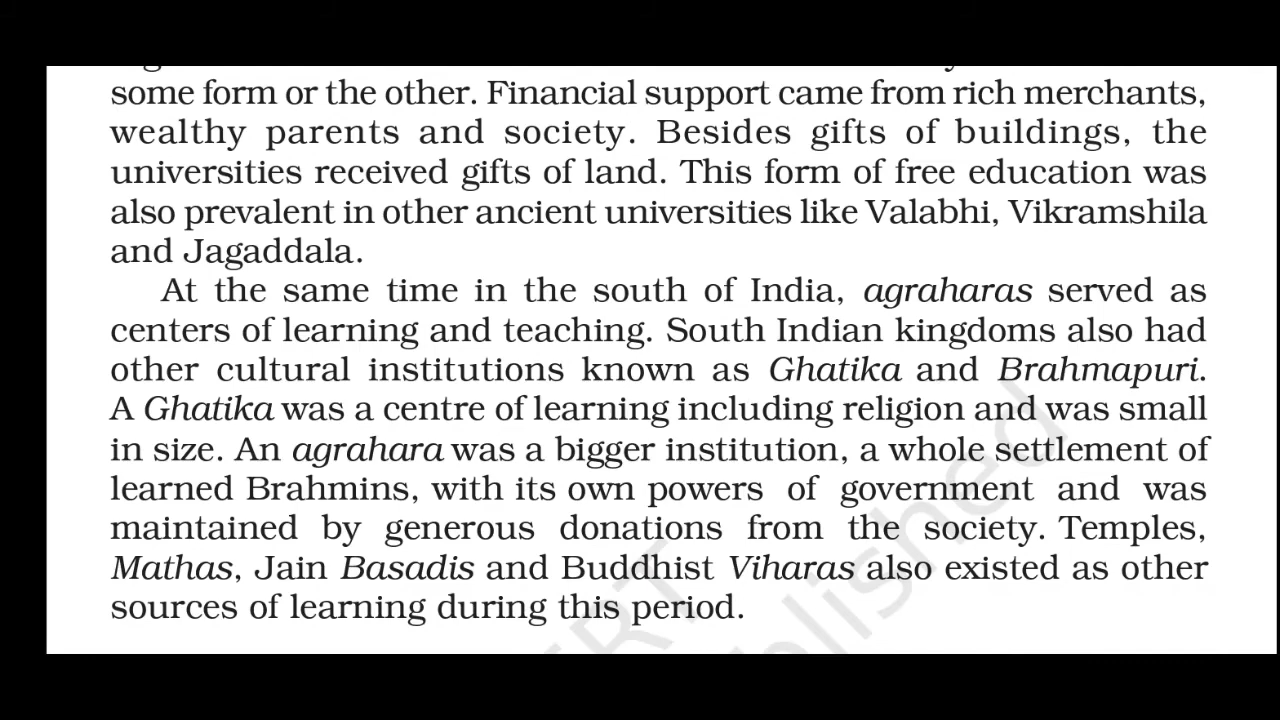 some form or the other. Financial support came from rich merchants,
wealthy parents and society. Besides gifts of buildings, the
universities received gifts of land. This form of free education was
also prevalent in other ancient universities like Valabhi, Vikramshila
and Jagaddala.
At the same time in the south of India, agraharas served as
centers of learning and teaching. South Indian kingdoms also had
other cultural institutions known as Ghatika and Brahmapuri.
A Ghatika was a centre of learning including religion and was small
in size. An agrahara was a bigger institution, a whole settlement of
learned Brahmins, with its own powers of government and was
maintained by generous donations from the society. Temples,
Mathas, Jain Basadis and Buddhist Viharas also existed as other
sources of learning during this period.